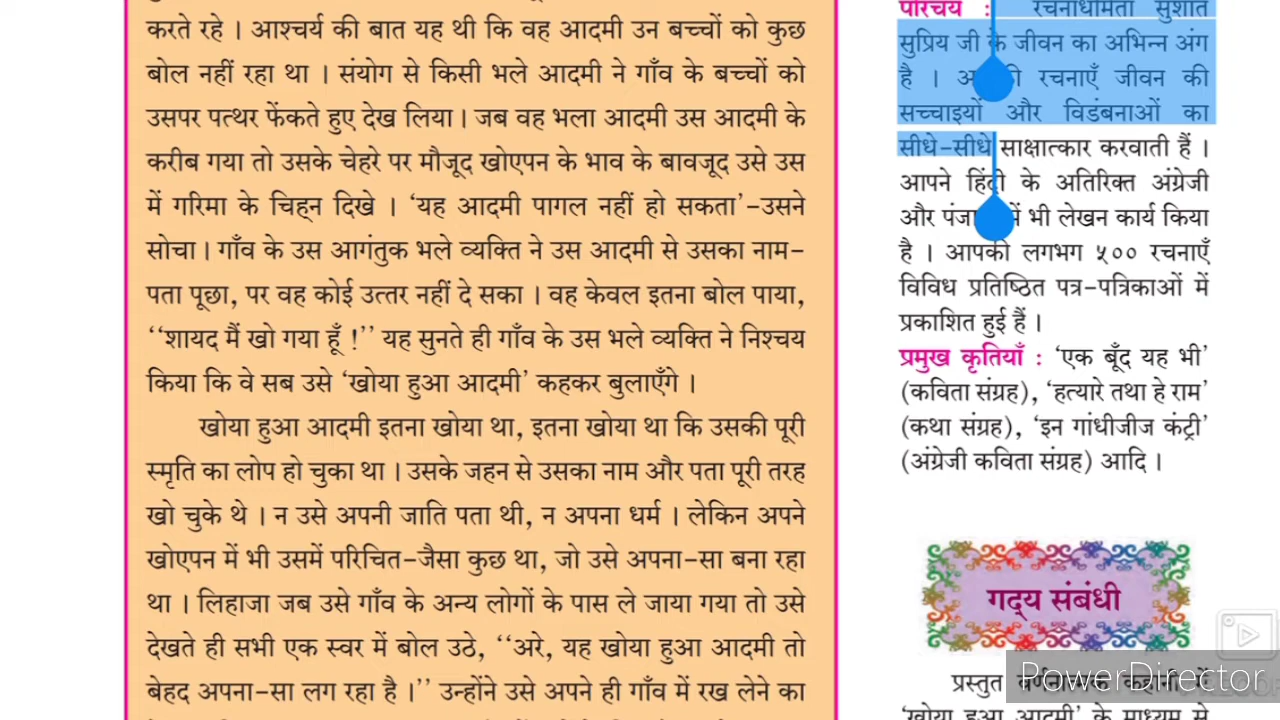 करते रहे । आश्चर्य की बात यह थी कि वह आदमी उन बच्चों को कुछ
बोल नहीं रहा था । संयोग से किसी भले आदमी ने गाँव के बच्चों को
उसपर पत्थर फेंकते हुए देख लिया। जब वह भला आदमी उस आदमी के
करीब गया तो उसके चेहरे पर मौजूद खोएपन के भाव के बावजूद उसे उस
में गरिमा के चिह्न दिखे । ‘यह आदमी पागल नहीं हो सकता’-उसने
सोचा। गाँव के उस आगंतुक भले व्यक्ति ने उस आदमी से उसका नाम-
पता पूछा, पर वह कोई उत्तर नहीं दे सका । वह केवल इतना बोल पाया,
‘‘शायद मैं खो गया हूँ !’’ यह सुनते ही गाँव के उस भले व्यक्ति ने निश्चय
किया कि वे सब उसे ‘खोया हुआ आदमी’ कहकर बुलाएँगे ।
खोया हुआ आदमी इतना खोया था, इतना खोया था कि उसकी पूरी
स्मृति का लोप हो चुका था । उसके जहन से उसका नाम और पता पूरी तरह
खो चुके थे । न उसे अपनी जाति पता थी, न अपना धर्म । लेकिन अपने
खोएपन में भी उसमें परिचित-जैसा कुछ था, जो उसे अपना-सा बना रहा
था । लिहाजा जब उसे गाँव के अन्य लोगों के पास ले जाया गया तो उसे
देखते ही सभी एक स्वर में बोल उठे, ‘‘अरे, यह खोया हुआ आदमी तो
बेहद अपना-सा लग रहा है ।’’ उन्होंने उसे अपने ही गाँव में रख लेने का
परिचय : रचनाधर्मिता सुशांत
सुप्रिय जी के जीवन का अभिन्न अंग
है । रचनाएँ जीवन की
सच्चाइयों और विडंबनाओं का
सीधे-सीधे साक्षात्कार करवाती हैं ।
आपने हिंदी के अतिरिक्त अंग्रेजी
और में भी लेखन कार्य किया
है । आपकी लगभग ५०० रचनाएँ
विविध प्रतिष्ठित पत्र-पत्रिकाओं में
प्रकाशित हुई हैं ।
प्रमुख कृतियाँ : ‘एक बूँद यह भी’
(कविता संग्रह), ‘हत्यारे तथा हे राम’
(कथा संग्रह), ‘इन गांधीजीज कंट्री’
(अंग्रेजी कविता संग्रह) आदि ।
गद्य संबंधी
प्रस्तुत वर्णनात्मक कहानी में
‘खोया हुआ आदमी’ के माध्यम से
PowerDirector